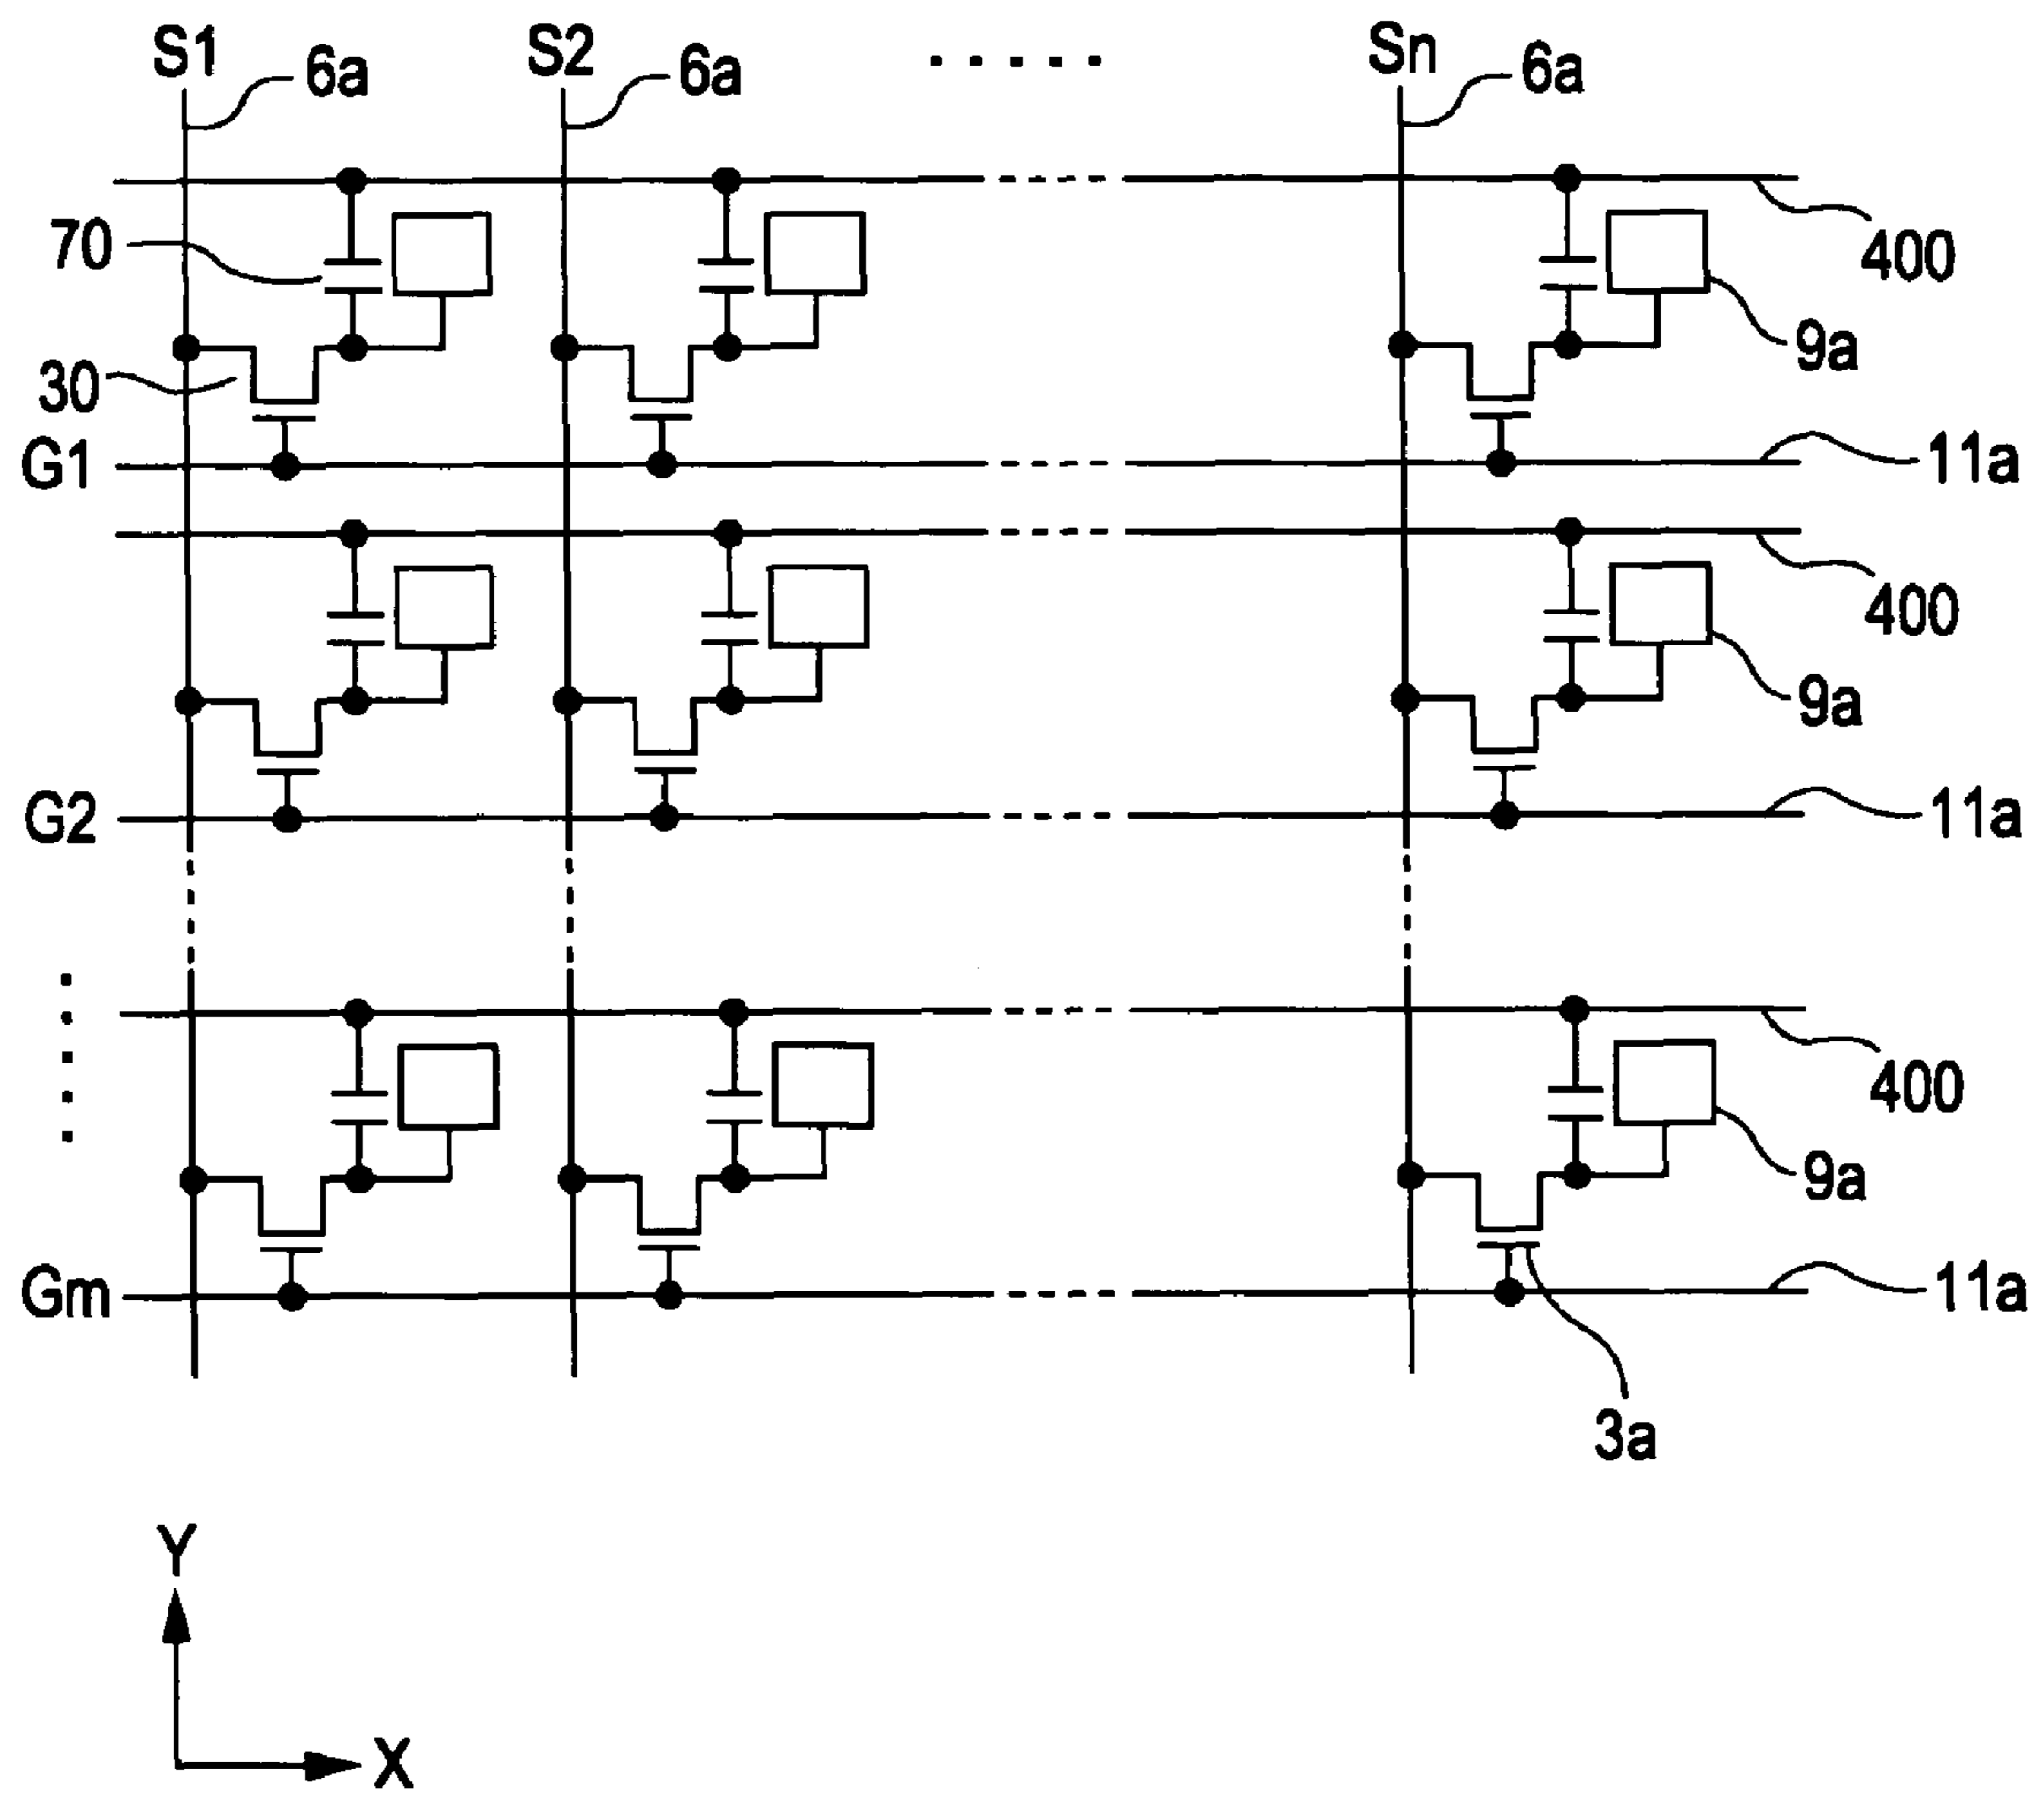 S1 6a S2 6a ..... Sn 6a
70
400
9a
30
G1 11a
400
9a
G2 11a
400
9a
Gm 11a
3a
Y
X